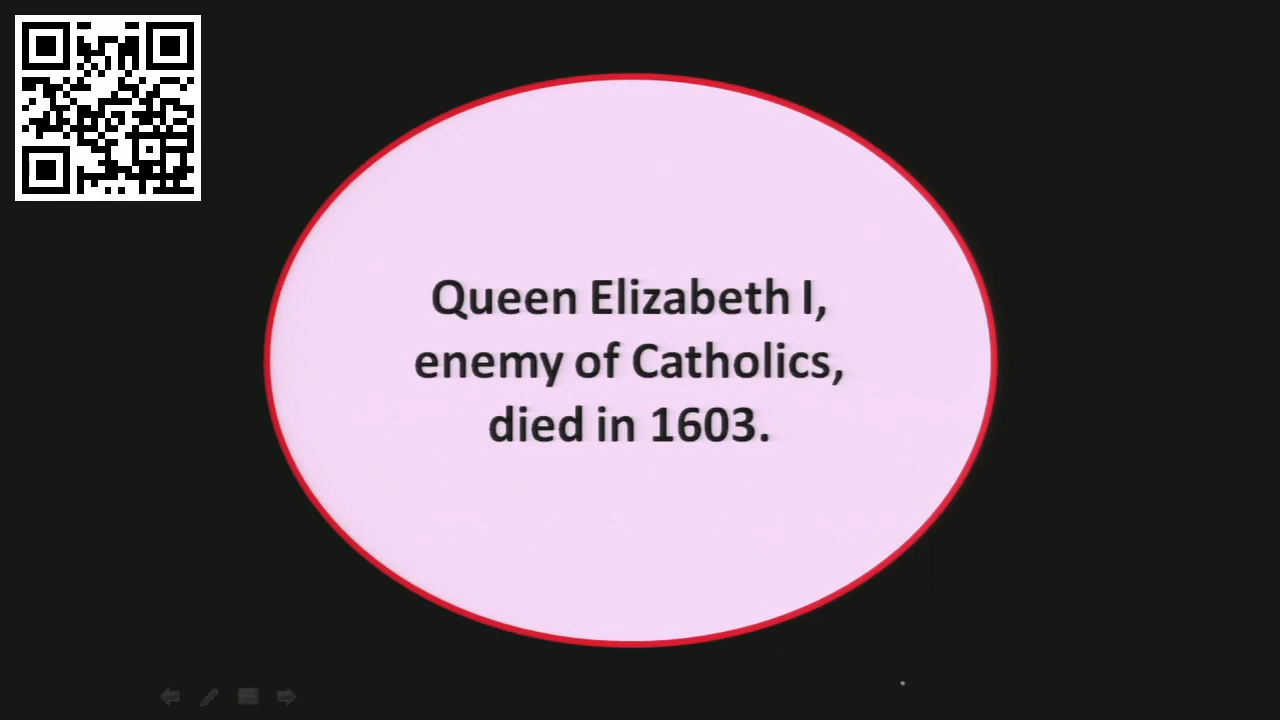 Queen Elizabeth I,
enemy of Catholics,
died in 1603.